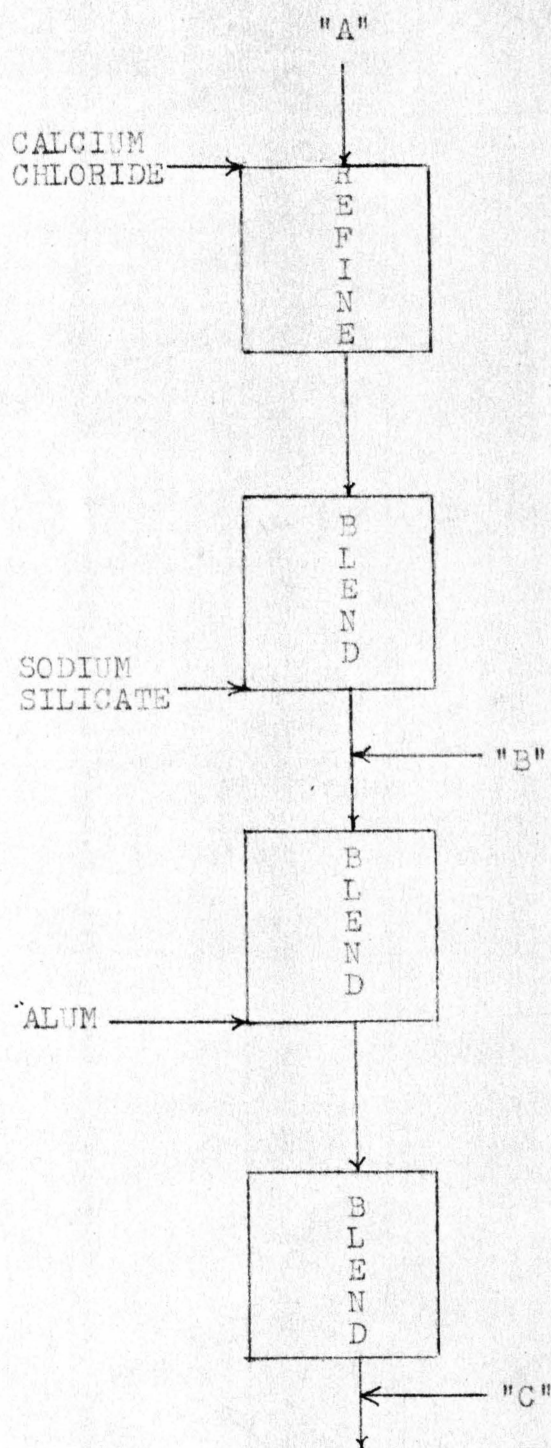 "A"
CALCIUM
CHLORIDE
REFINE
BLEND
SODIUM
SILICATE
"B"
BLEND
ALUM
BLEND
"C"